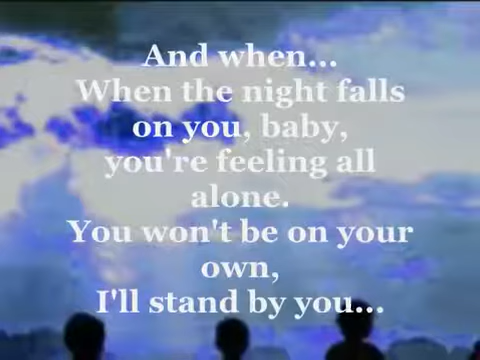 And when...
When the night falls
on you, baby,
you're feeling all
alone.
You won't be on your
own,
I'll stand by you...